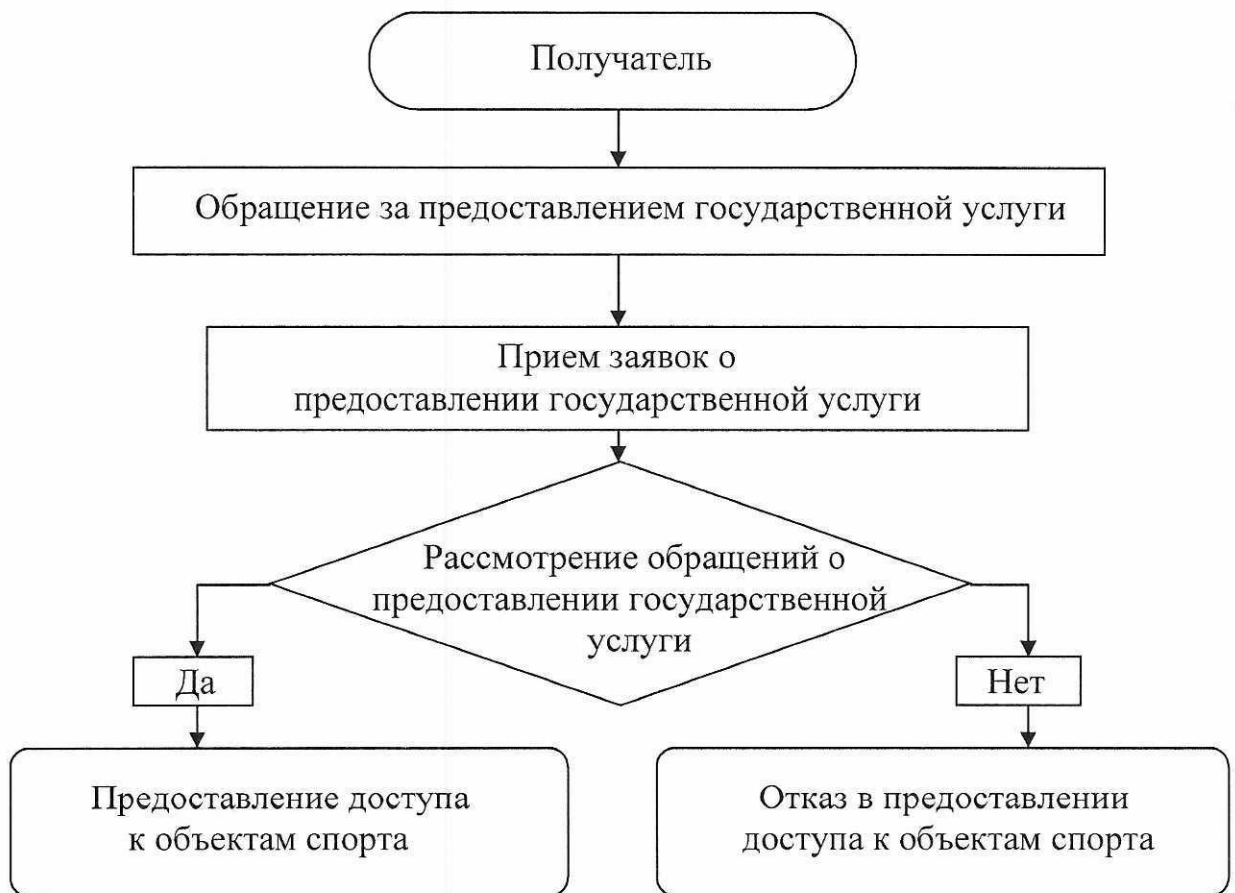 Получатель
Обращение за предоставлением государственной услуги
Прием заявок о
предоставлении государственной услуги
Рассмотрение обращений о
предоставлении государственной
услуги
Да
Нет
Предоставление доступа
к объектам спорта
Отказ в предоставлении
доступа к объектам спорта